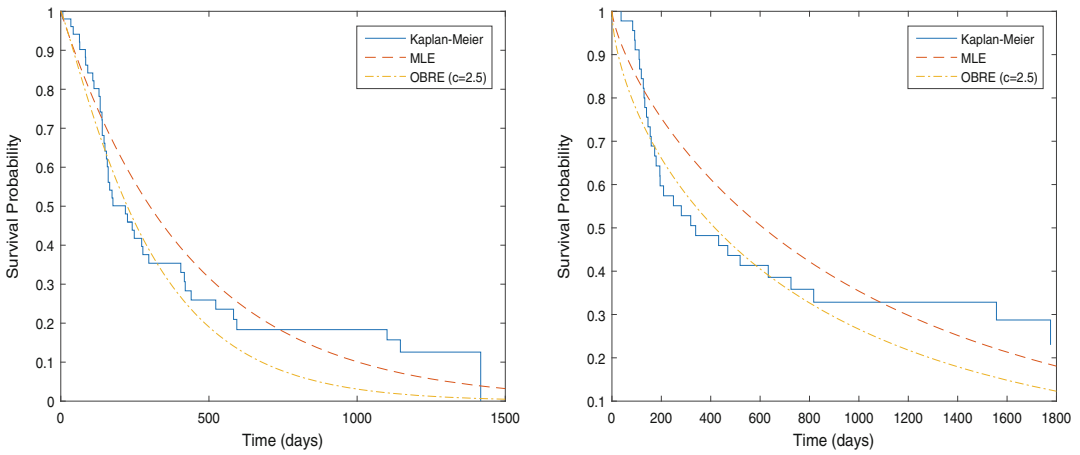 1
0.9
0.8
0.7
0.6
0.5
0.4
0.3
0.2
0.1
0
Survival Probability
0 500 1000 1500
Time (days)
Kaplan-Meier
MLE
OBRE (c=2.5)
1
0.9
0.8
0.7
0.6
0.5
0.4
0.3
0.2
0.1
Survival Probability
0 200 400 600 800 1000 1200 1400 1600 1800
Time (days)
Kaplan-Meier
MLE
OBRE (c=2.5)